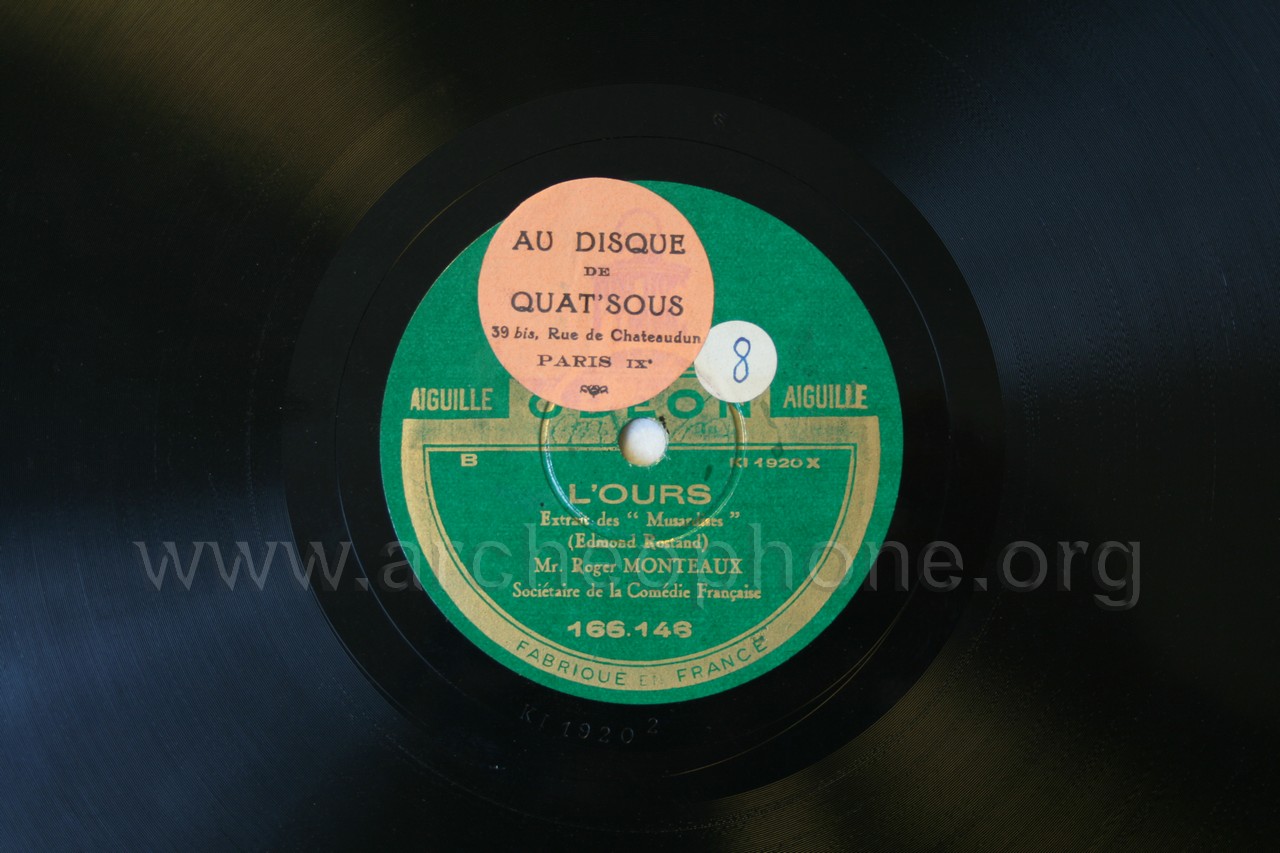 AU DISQUE
DE
QUAT'SOUS
39 bis, Rue de Chateaudun
PARIS IXe
8
AIGUILLE ODEON AIGUILLE
B KI 1920 X
L'OURS
Extrait des “ Musardises ”
(Edmond Rostand)
Mr. Roger MONTEAUX
Sociétaire de la Comédie Française
166.146
FABRIQUÉ EN FRANCE
KI 1920 2
www.archeophone.org